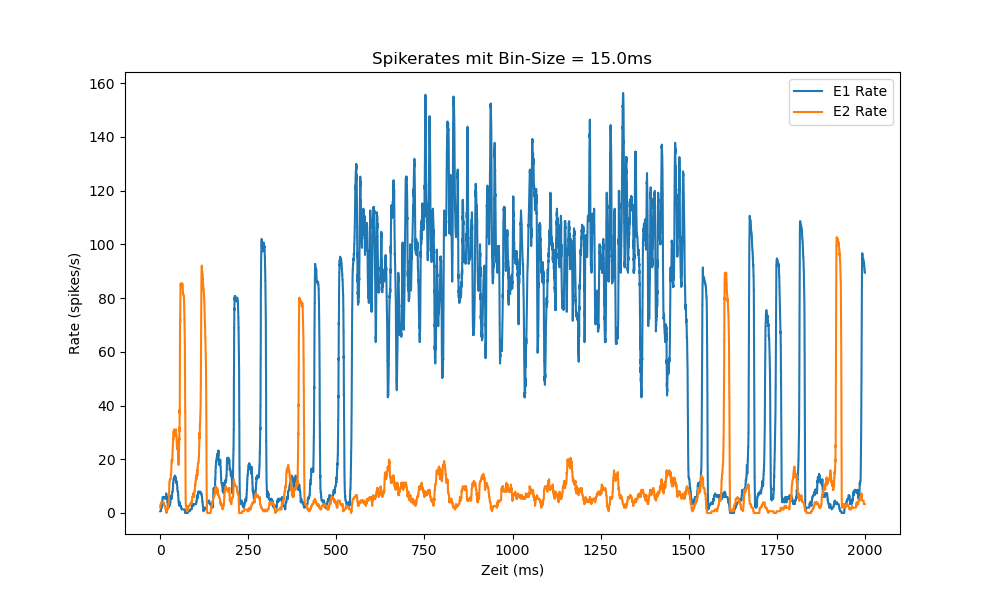 Spikerates mit Bin-Size = 15.0ms
E1 Rate
E2 Rate
160
140
120
100
80
60
40
20
0
Rate (spikes/s)
0 250 500 750 1000 1250 1500 1750 2000
Zeit (ms)